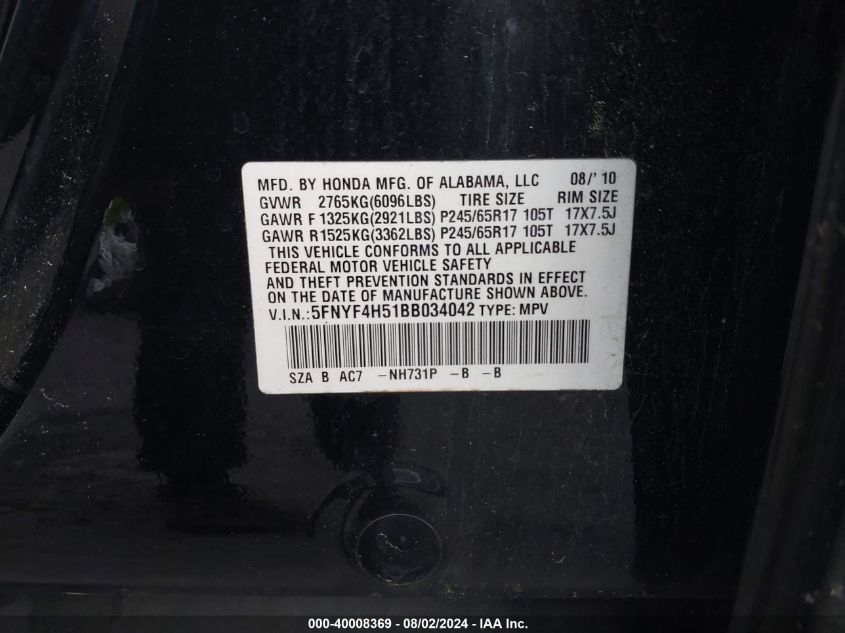 MFD. BY HONDA MFG. OF ALABAMA, LLC 08/' 10
GVWR 2765KG(6096LBS) TIRE SIZE RIM SIZE
GAWR F 1325KG(2921LBS) P245/65R17 105T 17X7.5J
GAWR R1525KG(3362LBS) P245/65R17 105T 17X7.5J
THIS VEHICLE CONFORMS TO ALL APPLICABLE
FEDERAL MOTOR VEHICLE SAFETY
AND THEFT PREVENTION STANDARDS IN EFFECT
ON THE DATE OF MANUFACTURE SHOWN ABOVE.
V.I.N.:5FNYF4H51BB034042 TYPE: MPV
SZA B AC7 -NH731P -B -B
000-40008369 - 08/02/2024 - IAA Inc.